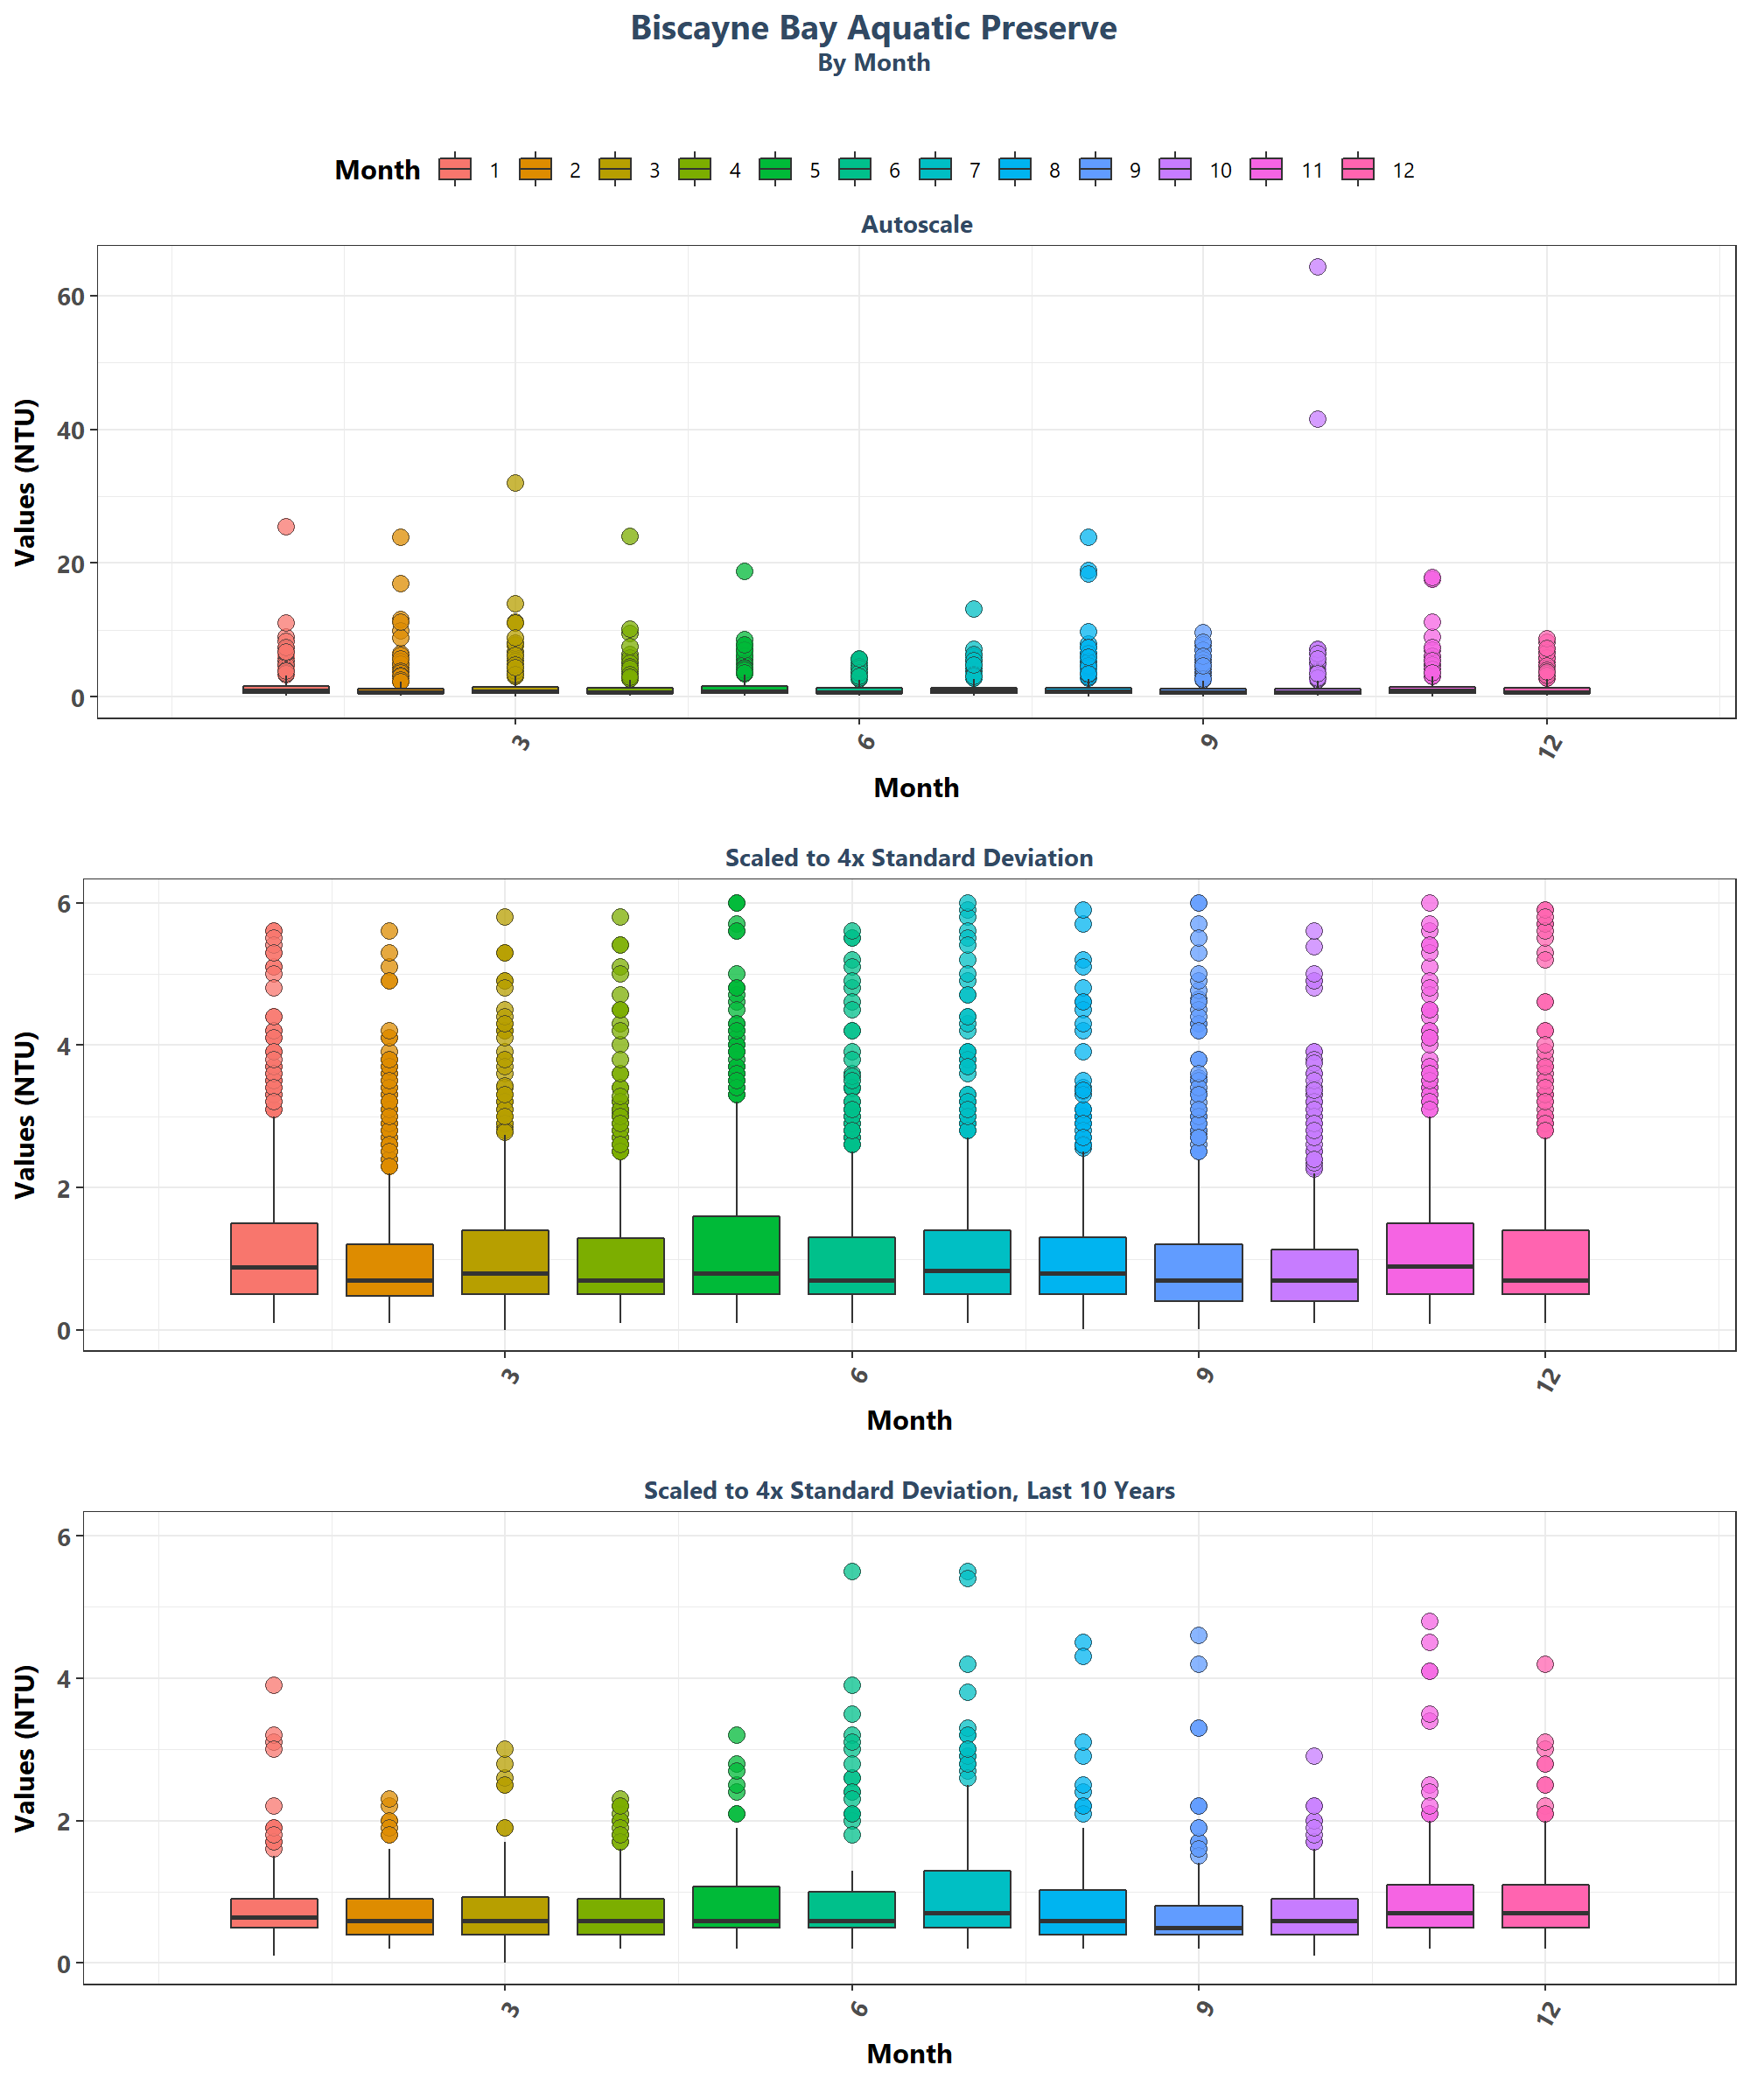 Biscayne Bay Aquatic Preserve
By Month
Month 1 2 3 4 5 6 7 8 9 10 11 12
Autoscale
Values (NTU)
60
40
20
0
3 6 9 12
Month
Scaled to 4x Standard Deviation
Values (NTU)
6
4
2
0
3 6 9 12
Month
Scaled to 4x Standard Deviation, Last 10 Years
Values (NTU)
6
4
2
0
3 6 9 12
Month